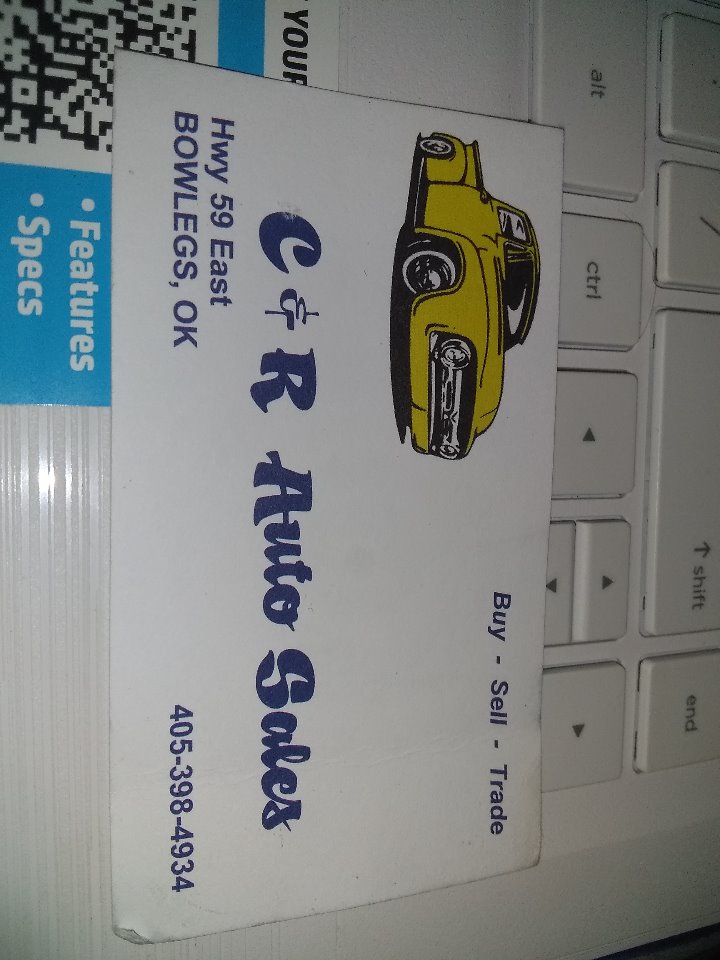 Buy - Sell - Trade
C & R Auto Sales
Hwy 59 East
BOWLEGS, OK
405-398-4934
YOUR
• Features
• Specs
alt
ctrl
↑ shift
end